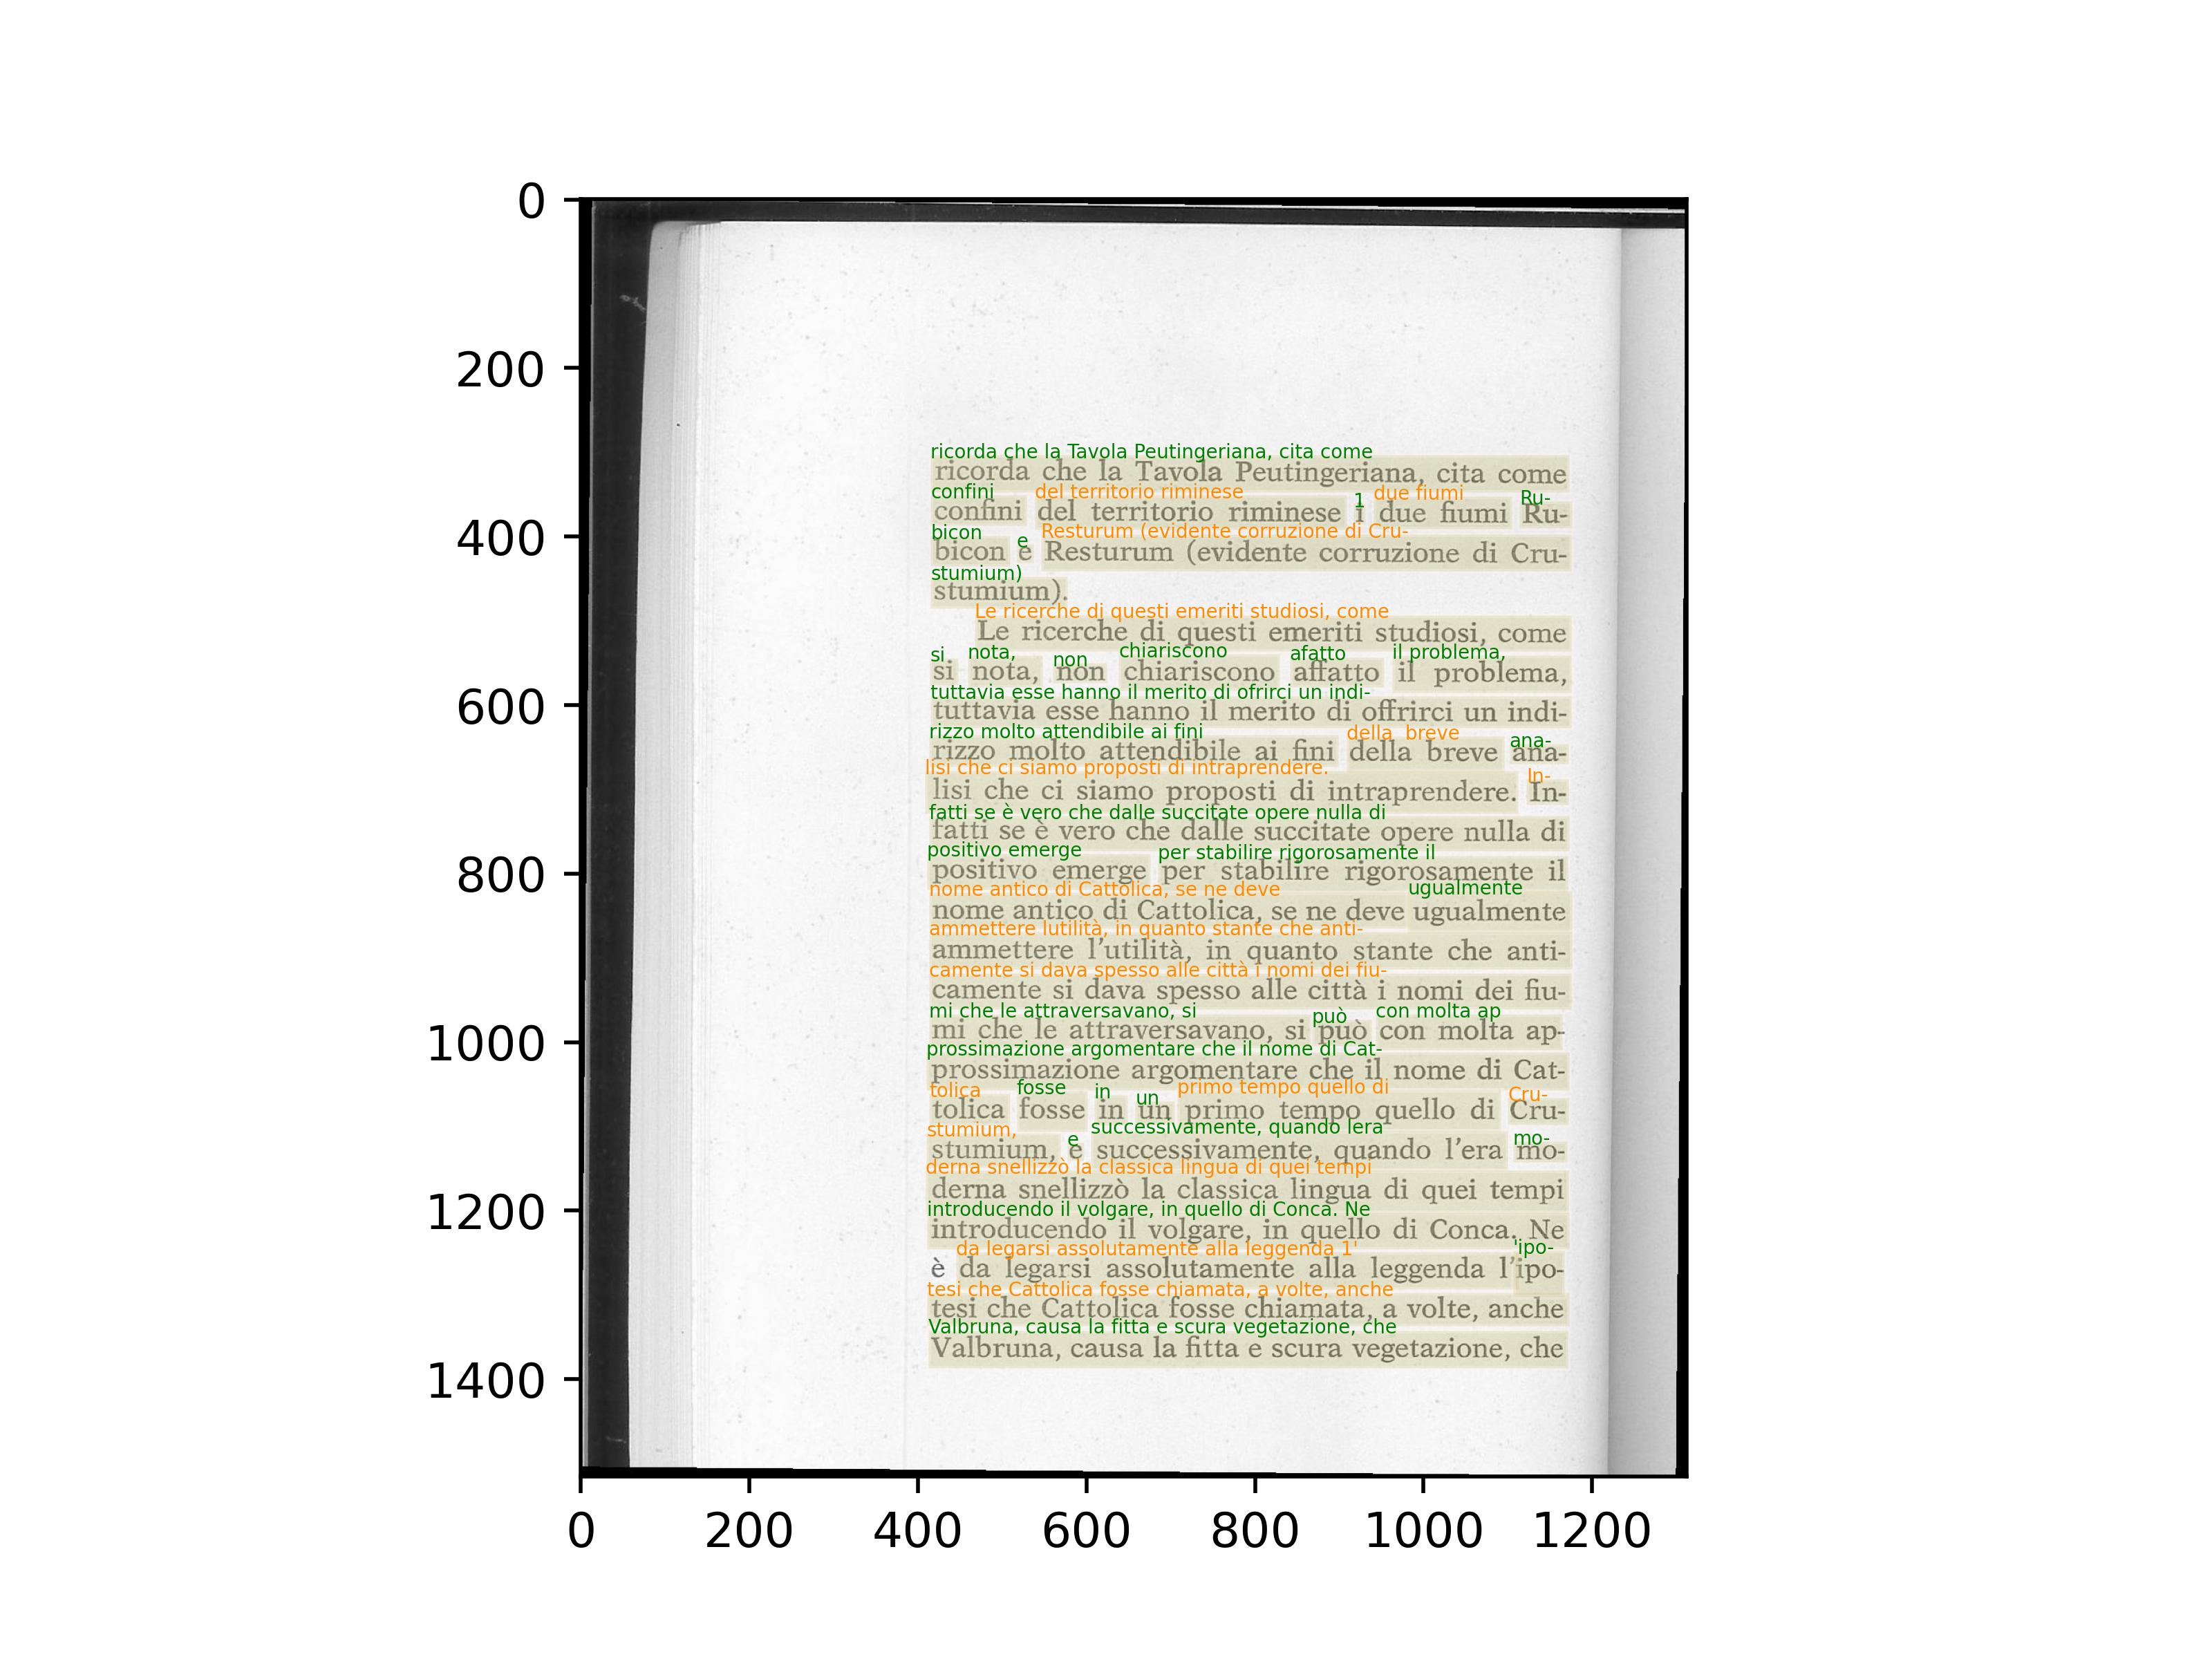 0
200
400
600
800
1000
1200
1400
ricorda che la Tavola Peutingeriana, cita come
ricorda che la Tavola Peutingeriana, cita come
confini del territorio riminese 1 due fiumi Ru-
confini del territorio riminese i due fiumi Ru-
bicon e Resturum (evidente corruzione di Cru-
bicon e Resturum (evidente corruzione di Cru-
stumium)
stumium).
Le ricerche di questi emeriti studiosi, come
Le ricerche di questi emeriti studiosi, come
si nota, non chiariscono afatto il problema,
si nota, non chiariscono affatto il problema,
tuttavia esse hanno il merito di ofrirci un indi-
tuttavia esse hanno il merito di offrirci un indi-
rizzo molto attendibile ai fini della breve ana-
rizzo molto attendibile ai fini della breve ana-
lisi che ci siamo proposti di intraprendere. In-
lisi che ci siamo proposti di intraprendere. In-
fatti se è vero che dalle succitate opere nulla di
fatti se è vero che dalle succitate opere nulla di
positivo emerge per stabilire rigorosamente il
positivo emerge per stabilire rigorosamente il
nome antico di Cattolica, se ne deve ugualmente
nome antico di Cattolica, se ne deve ugualmente
ammettere lutilità, in quanto stante che anti-
ammettere l'utilità, in quanto stante che anti-
camente si dava spesso alle città i nomi dei fiu-
camente si dava spesso alle città i nomi dei fiu-
mi che le attraversavano, si può con molta ap
mi che le attraversavano, si può con molta ap-
prossimazione argomentare che il nome di Cat-
prossimazione argomentare che il nome di Cat-
tolica fosse in un primo tempo quello di Cru-
tolica fosse in un primo tempo quello di Cru-
stumium, e successivamente, quando lera mo-
stumium, e successivamente, quando l'era mo-
derna snellizzò la classica lingua di quei tempi
derna snellizzò la classica lingua di quei tempi
introducendo il volgare, in quello di Conca. Ne
introducendo il volgare, in quello di Conca. Ne
da legarsi assolutamente alla leggenda 1' 'ipo-
è da legarsi assolutamente alla leggenda l'ipo-
tesi che Cattolica fosse chiamata, a volte, anche
tesi che Cattolica fosse chiamata, a volte, anche
Valbruna, causa la fitta e scura vegetazione, che
Valbruna, causa la fitta e scura vegetazione, che
0 200 400 600 800 1000 1200